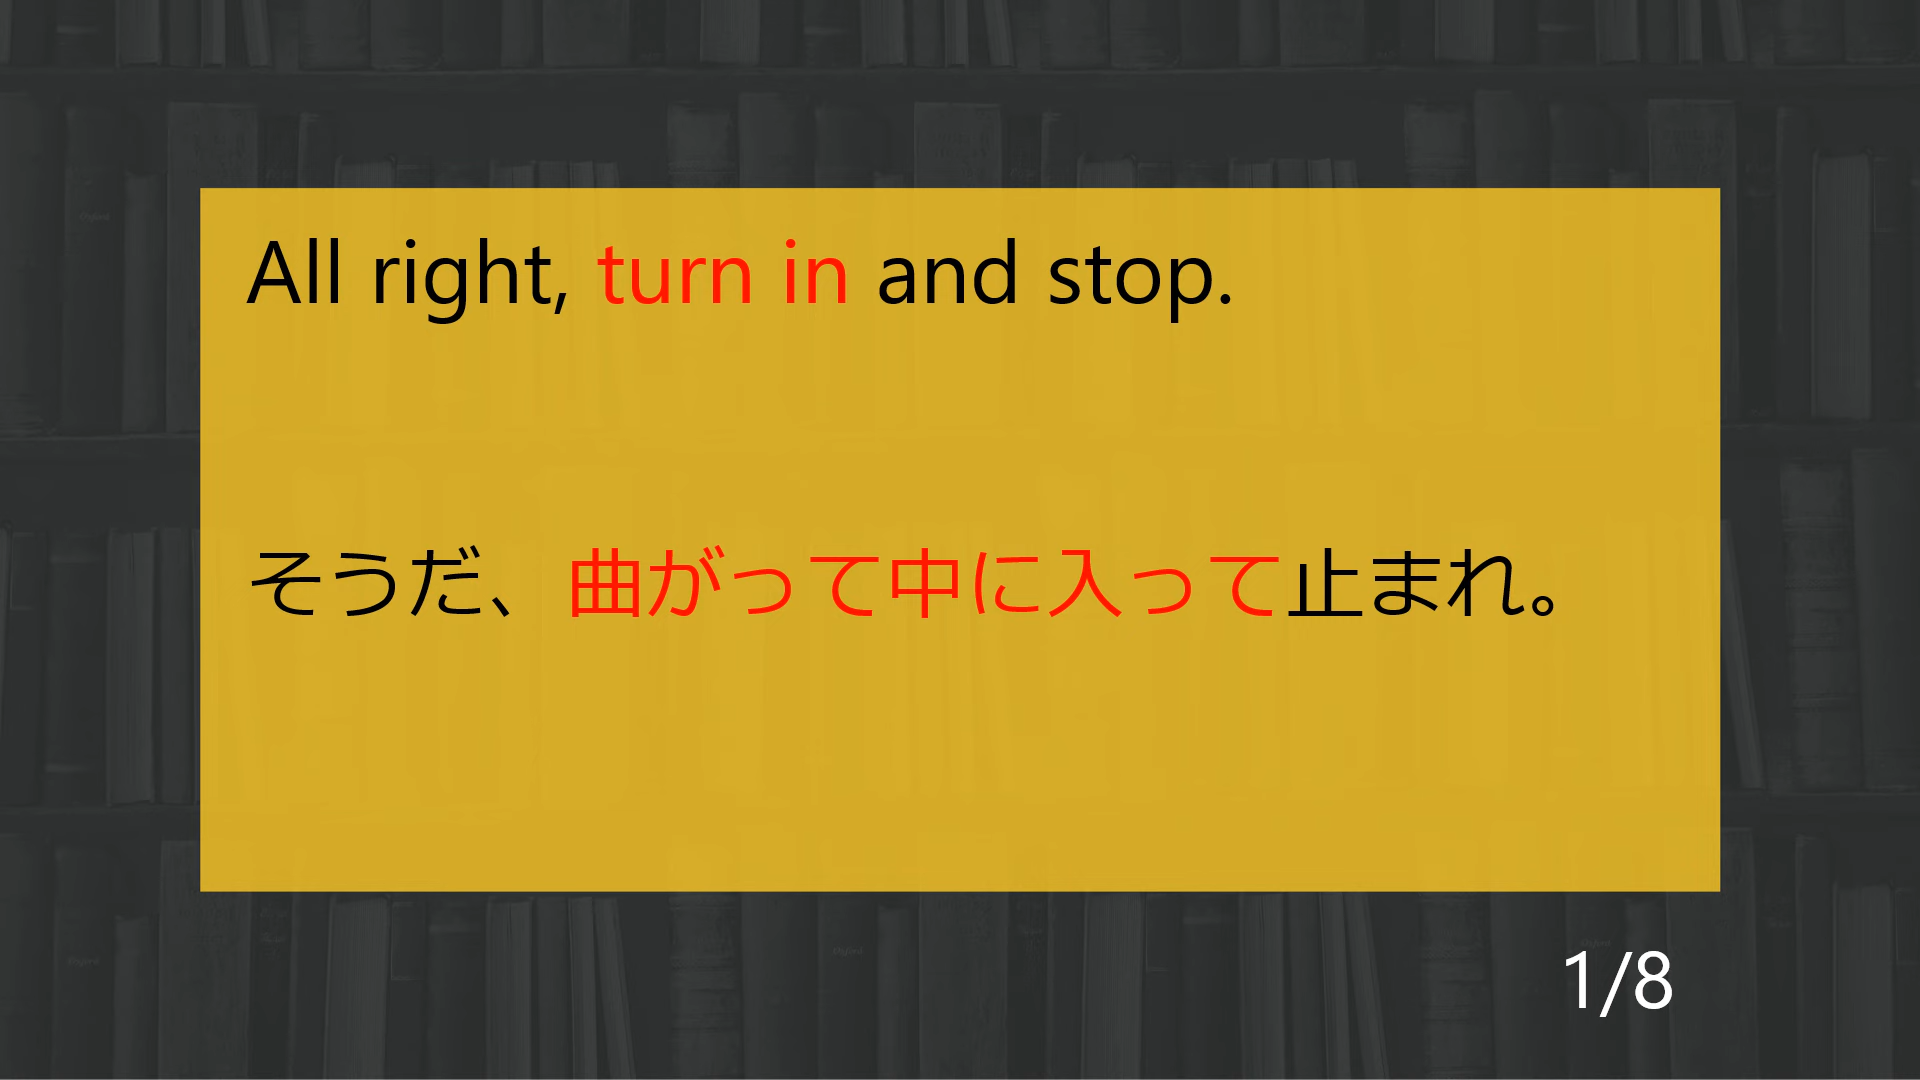 All right, turn in and stop.
そうだ、曲がって中に入って止まれ。
1/8